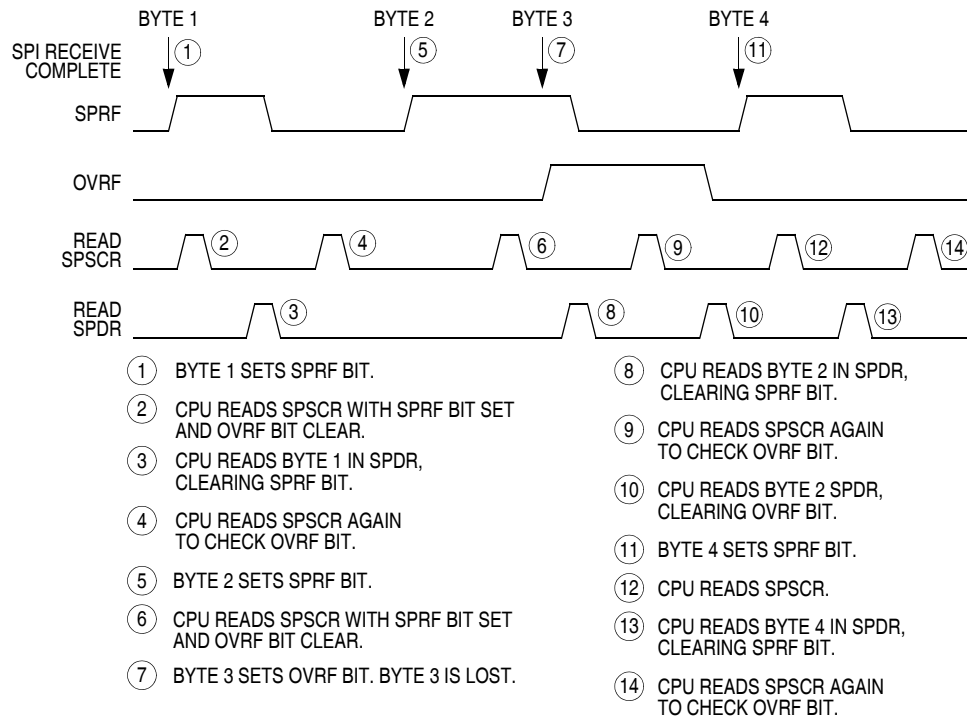 BYTE 1 BYTE 2 BYTE 3 BYTE 4
SPI RECEIVE
COMPLETE
1 5 7 11
SPRF
OVRF
READ
SPSCR
2 4 6 9 12 14
READ
SPDR
3 8 10 13
1 BYTE 1 SETS SPRF BIT.
2 CPU READS SPSCR WITH SPRF BIT SET
AND OVRF BIT CLEAR.
3 CPU READS BYTE 1 IN SPDR,
CLEARING SPRF BIT.
4 CPU READS SPSCR AGAIN
TO CHECK OVRF BIT.
5 BYTE 2 SETS SPRF BIT.
6 CPU READS SPSCR WITH SPRF BIT SET
AND OVRF BIT CLEAR.
7 BYTE 3 SETS OVRF BIT. BYTE 3 IS LOST.
8 CPU READS BYTE 2 IN SPDR,
CLEARING SPRF BIT.
9 CPU READS SPSCR AGAIN
TO CHECK OVRF BIT.
10 CPU READS BYTE 2 SPDR,
CLEARING OVRF BIT.
11 BYTE 4 SETS SPRF BIT.
12 CPU READS SPSCR.
13 CPU READS BYTE 4 IN SPDR,
CLEARING SPRF BIT.
14 CPU READS SPSCR AGAIN
TO CHECK OVRF BIT.